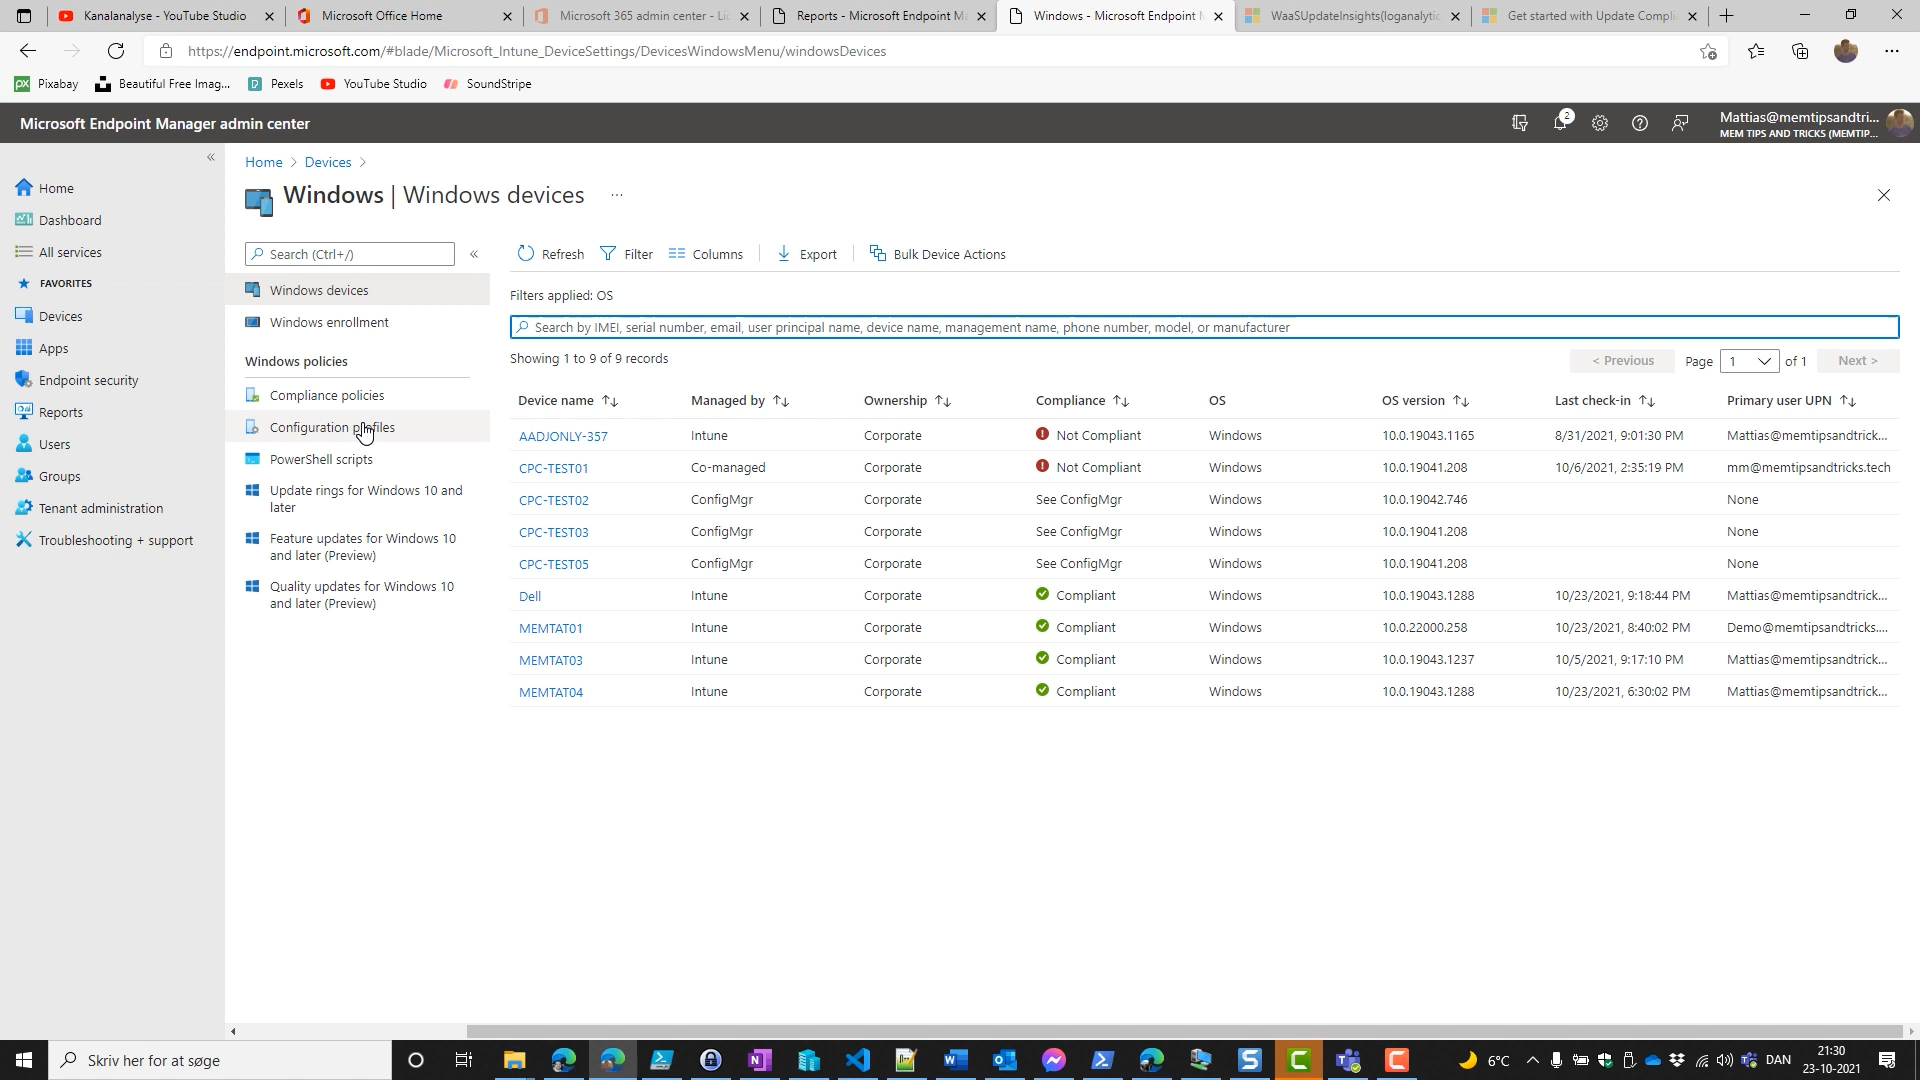 Kanalanalyse - YouTube Studio
Microsoft Office Home
Microsoft 365 admin center - Lic
Reports - Microsoft Endpoint Ma
Windows - Microsoft Endpoint M
WaaSUpdateInsights(loganalytic
Get started with Update Compli
https://endpoint.microsoft.com/#blade/Microsoft_Intune_DeviceSettings/DevicesWindowsMenu/windowsDevices
px Pixabay
Beautiful Free Imag...
Pexels
YouTube Studio
SoundStripe
Microsoft Endpoint Manager admin center
2
Mattias@memtipsandtri...
MEM TIPS AND TRICKS (MEMTIP...
Home
Dashboard
All services
FAVORITES
Devices
Apps
Endpoint security
Reports
Users
Groups
Tenant administration
Troubleshooting + support
Home > Devices >
Windows | Windows devices ...
Search (Ctrl+/)
Windows devices
Windows enrollment
Windows policies
Compliance policies
Configuration profiles
PowerShell scripts
Update rings for Windows 10 and
later
Feature updates for Windows 10
and later (Preview)
Quality updates for Windows 10
and later (Preview)
Refresh Filter Columns Export Bulk Device Actions
Filters applied: OS
Search by IMEI, serial number, email, user principal name, device name, management name, phone number, model, or manufacturer
Showing 1 to 9 of 9 records
< Previous Page 1 of 1 Next >
Device name Managed by Ownership Compliance OS OS version Last check-in Primary user UPN
AADJONLY-357 Intune Corporate Not Compliant Windows 10.0.19043.1165 8/31/2021, 9:01:30 PM Mattias@memtipsandtrick...
CPC-TEST01 Co-managed Corporate Not Compliant Windows 10.0.19041.208 10/6/2021, 2:35:19 PM mm@memtipsandtricks.tech
CPC-TEST02 ConfigMgr Corporate See ConfigMgr Windows 10.0.19042.746 None
CPC-TEST03 ConfigMgr Corporate See ConfigMgr Windows 10.0.19041.208 None
CPC-TEST05 ConfigMgr Corporate See ConfigMgr Windows 10.0.19041.208 None
Dell Intune Corporate Compliant Windows 10.0.19043.1288 10/23/2021, 9:18:44 PM Mattias@memtipsandtrick...
MEMTAT01 Intune Corporate Compliant Windows 10.0.22000.258 10/23/2021, 8:40:02 PM Demo@memtipsandtricks....
MEMTAT03 Intune Corporate Compliant Windows 10.0.19043.1237 10/5/2021, 9:17:10 PM Mattias@memtipsandtrick...
MEMTAT04 Intune Corporate Compliant Windows 10.0.19043.1288 10/23/2021, 6:30:02 PM Mattias@memtipsandtrick...
Skriv her for at søge
6°C
DAN
21:30
23-10-2021